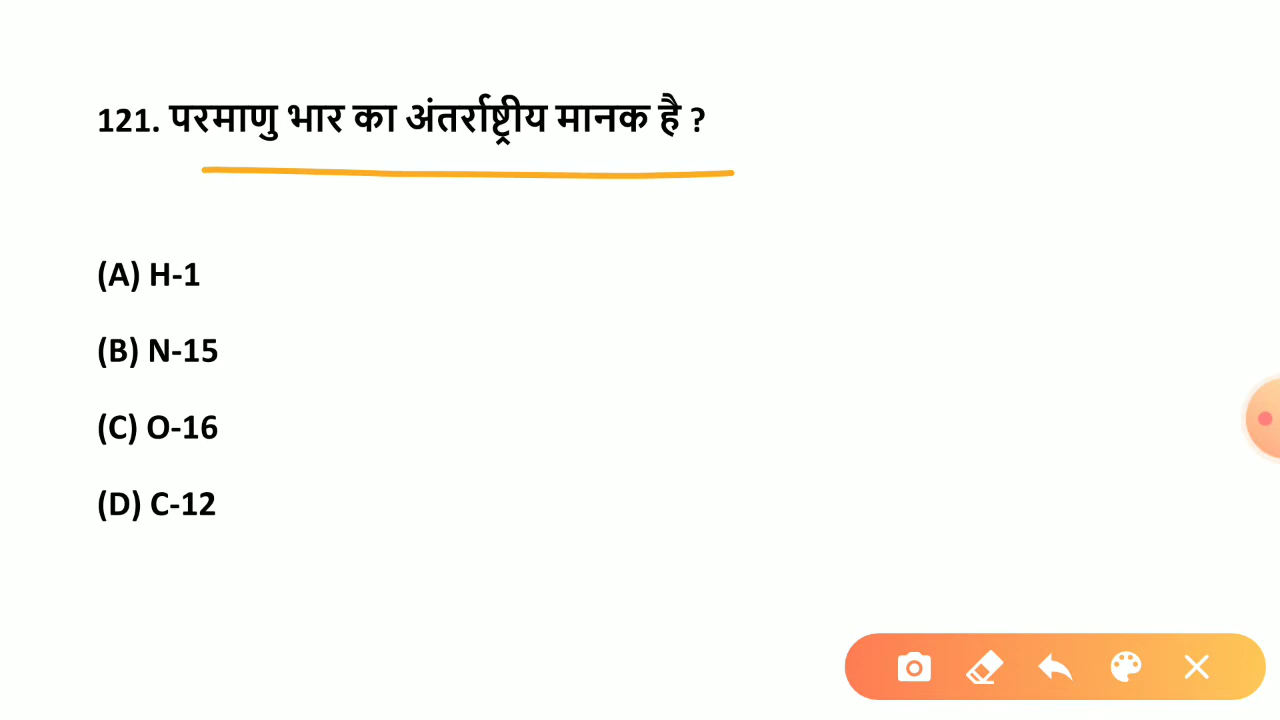 121. परमाणु भार का अंतर्राष्ट्रीय मानक है ?
(A) H-1
(B) N-15
(C) O-16
(D) C-12